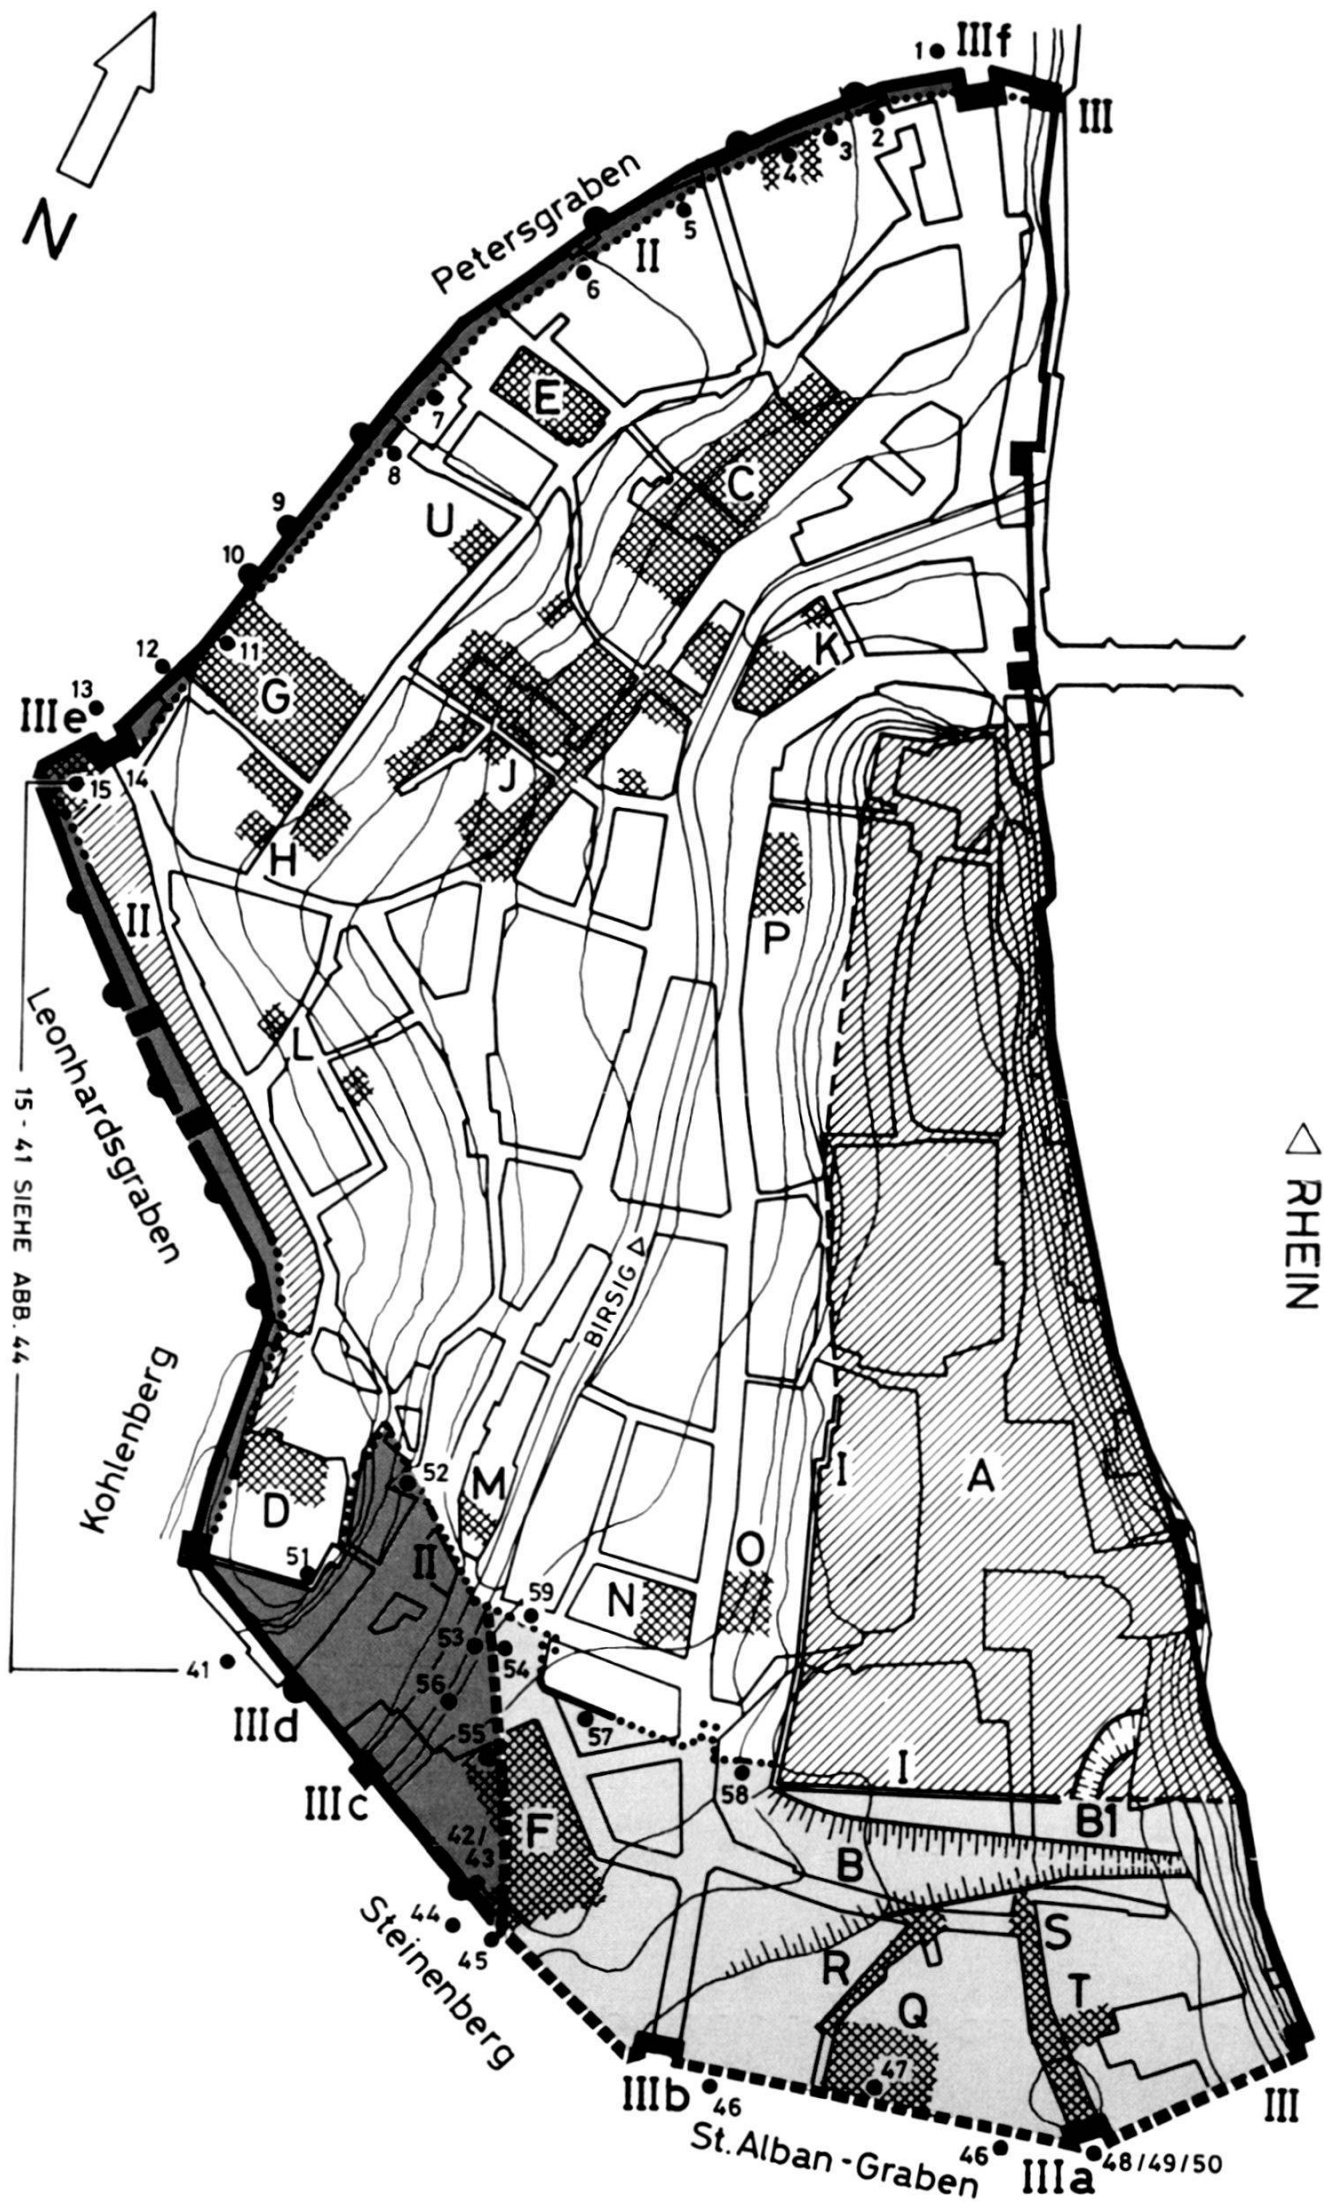 1
IIIf
III
2
3
4
Petersgraben
5
II
6
N
E
7
8
C
U
9
10
K
12
11
G
13
IIIe
15
14
J
H
II
P
Leonhardsgraben
L
15 - 41 SIEHE ABB. 44
RHEIN
BIRSIG
Kohlenberg
52
M
I
A
D
O
II
51
59
N
53
54
41
56
57
IIId
55
I
58
B1
IIIc
42/
43
F
B
44
45
Steinenberg
S
R
T
Q
47
IIIb
46
III
St. Alban-Graben
46
IIIa
48/49/50